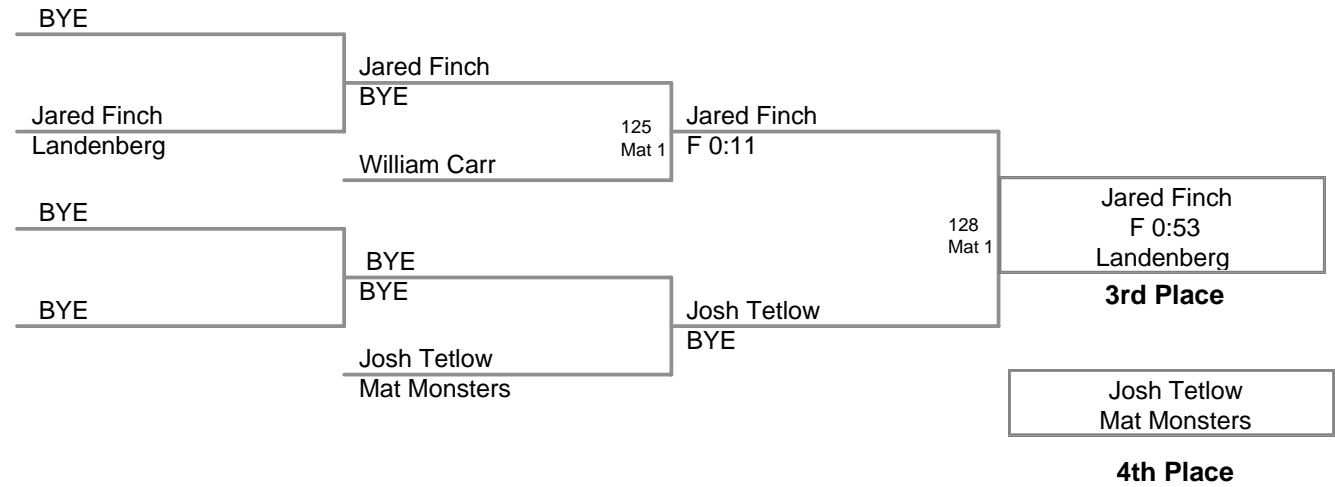 BYE
Jared Finch
BYE
Jared Finch
Landenberg
125
Mat 1
Jared Finch
F 0:11
William Carr
BYE
128
Mat 1
Jared Finch
F 0:53
Landenberg
3rd Place
BYE
BYE
BYE
Josh Tetlow
BYE
Josh Tetlow
Mat Monsters
Josh Tetlow
Mat Monsters
4th Place